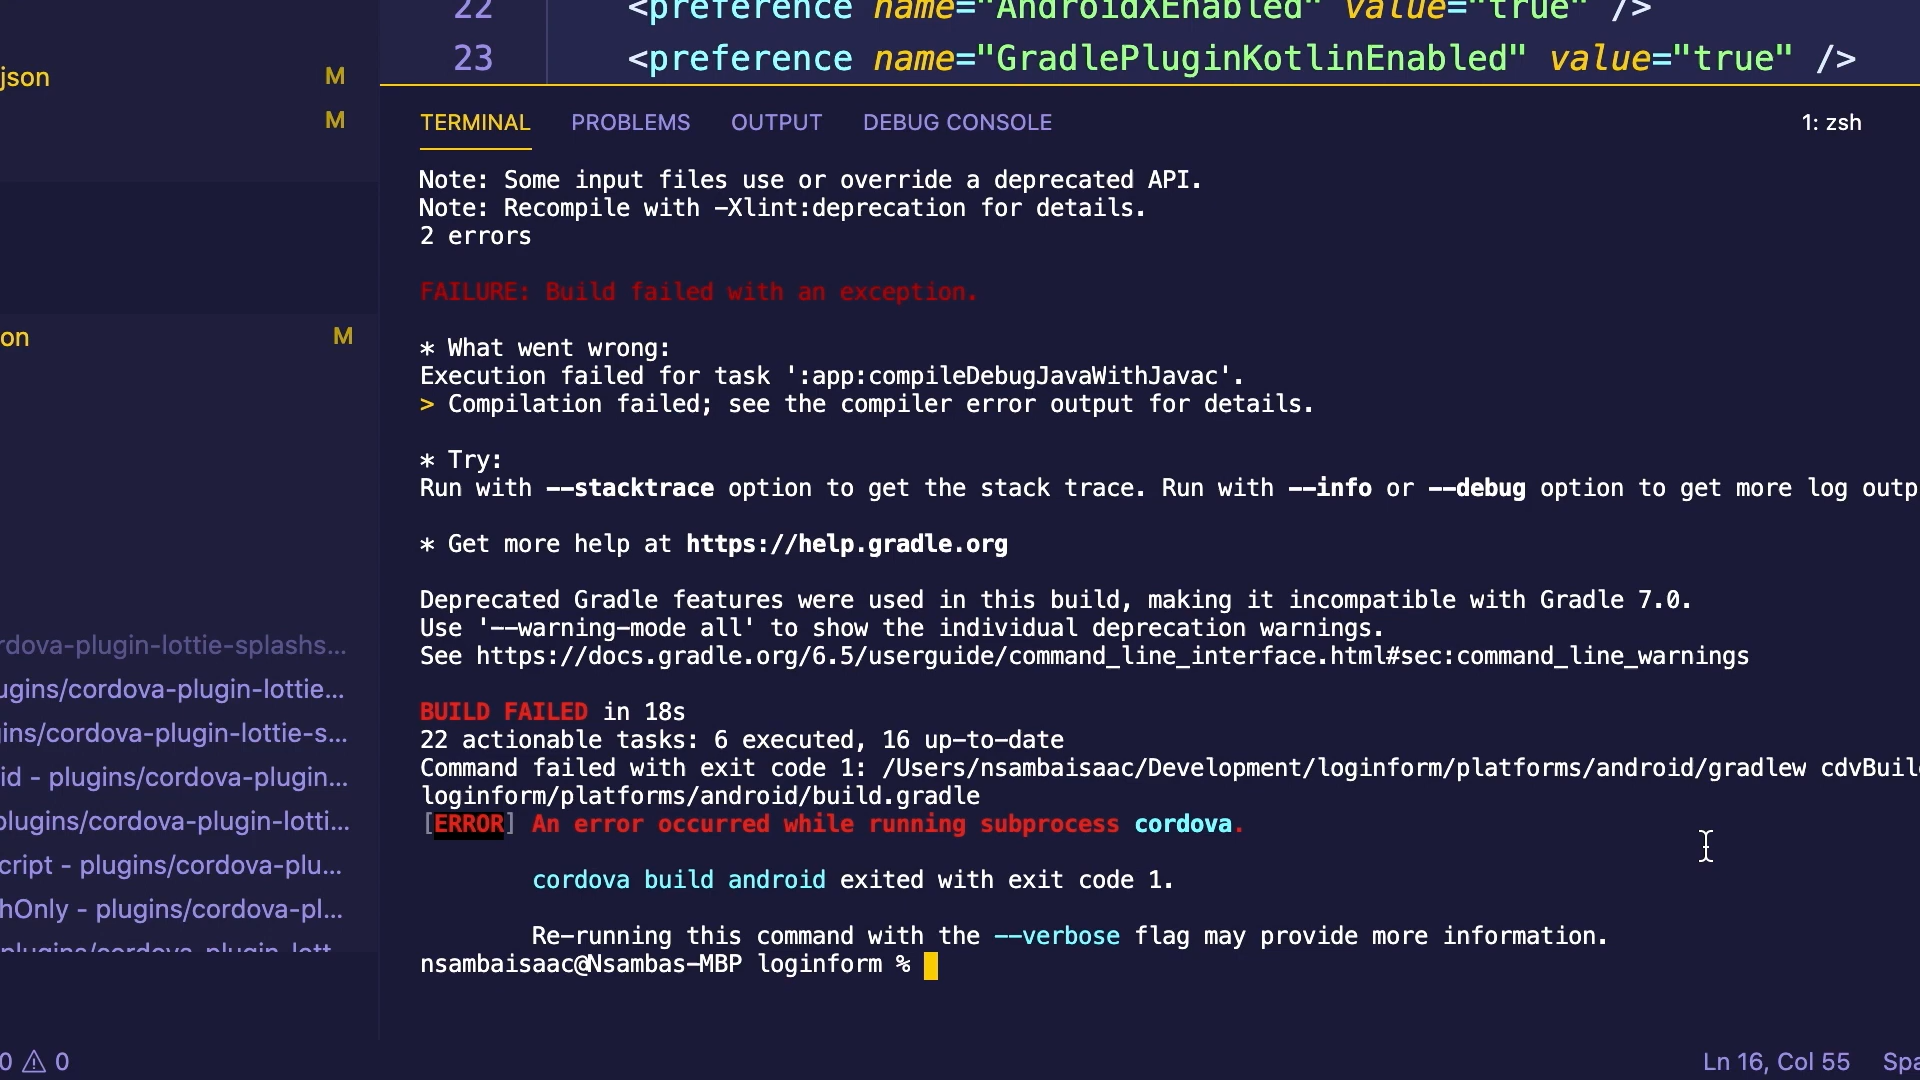 22 <preference name="AndroidXEnabled" value="true" />
23 <preference name="GradlePluginKotlinEnabled" value="true" />
json M
M
on M
rdova-plugin-lottie-splashs...
ugins/cordova-plugin-lottie...
gins/cordova-plugin-lottie-s...
id - plugins/cordova-plugin...
plugins/cordova-plugin-lotti...
cript - plugins/cordova-plu...
hOnly - plugins/cordova-pl...
plugins/cordova-plugin-lott
TERMINAL PROBLEMS OUTPUT DEBUG CONSOLE 1: zsh
Note: Some input files use or override a deprecated API.
Note: Recompile with -Xlint:deprecation for details.
2 errors
FAILURE: Build failed with an exception.
* What went wrong:
Execution failed for task ':app:compileDebugJavaWithJavac'.
> Compilation failed; see the compiler error output for details.
* Try:
Run with --stacktrace option to get the stack trace. Run with --info or --debug option to get more log outp
* Get more help at https://help.gradle.org
Deprecated Gradle features were used in this build, making it incompatible with Gradle 7.0.
Use '--warning-mode all' to show the individual deprecation warnings.
See https://docs.gradle.org/6.5/userguide/command_line_interface.html#sec:command_line_warnings
BUILD FAILED in 18s
22 actionable tasks: 6 executed, 16 up-to-date
Command failed with exit code 1: /Users/nsambaisaac/Development/loginform/platforms/android/gradlew cdvBuil
loginform/platforms/android/build.gradle
[ERROR] An error occurred while running subprocess cordova.
cordova build android exited with exit code 1.
Re-running this command with the --verbose flag may provide more information.
nsambaisaac@Nsambas-MBP loginform %
0 ⚠ 0 Ln 16, Col 55 Spa